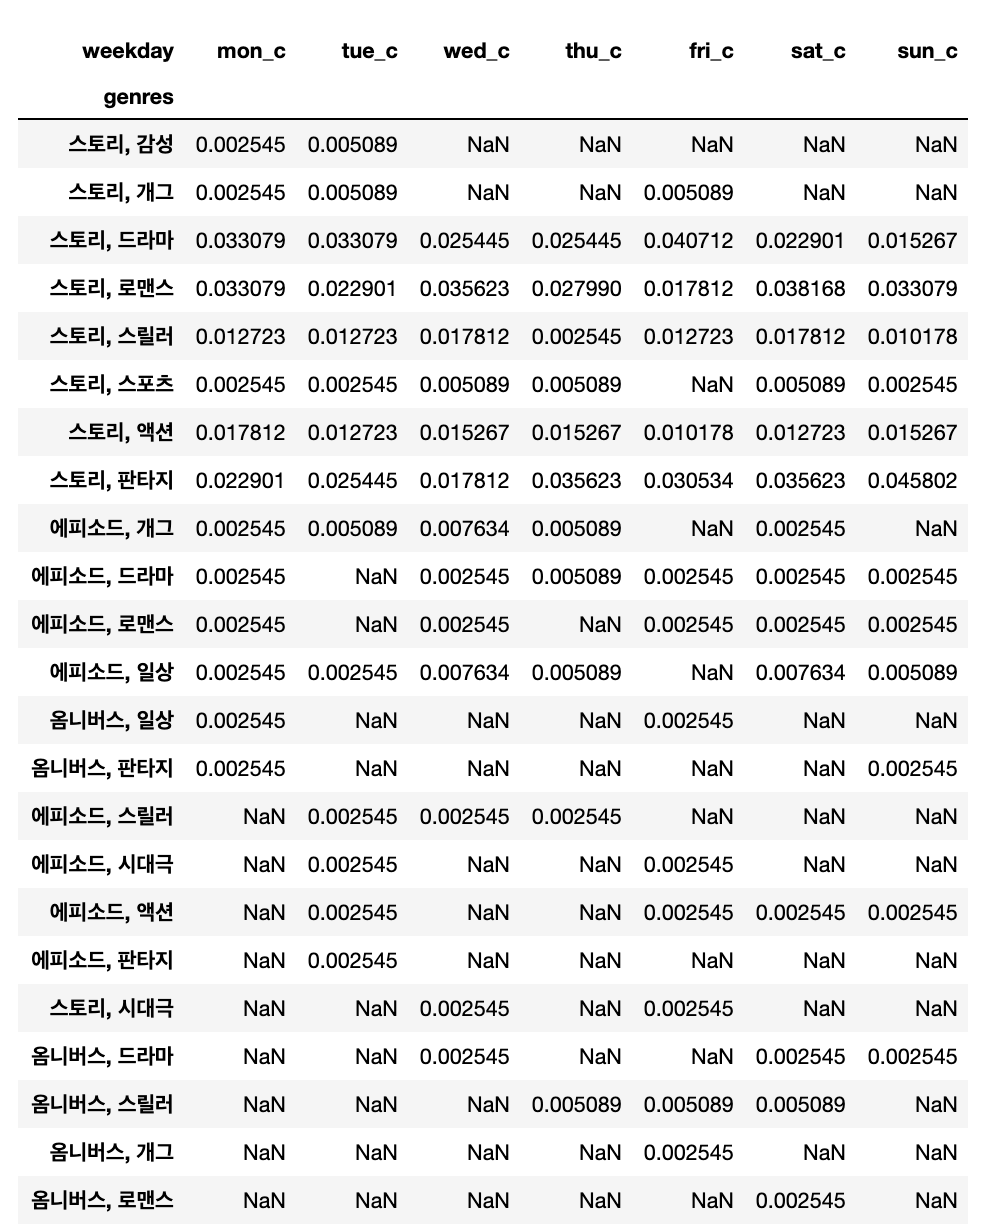 weekday mon_c tue_c wed_c thu_c fri_c sat_c sun_c
genres
스토리, 감성 0.002545 0.005089 NaN NaN NaN NaN NaN
스토리, 개그 0.002545 0.005089 NaN NaN 0.005089 NaN NaN
스토리, 드라마 0.033079 0.033079 0.025445 0.025445 0.040712 0.022901 0.015267
스토리, 로맨스 0.033079 0.022901 0.035623 0.027990 0.017812 0.038168 0.033079
스토리, 스릴러 0.012723 0.012723 0.017812 0.002545 0.012723 0.017812 0.010178
스토리, 스포츠 0.002545 0.002545 0.005089 0.005089 NaN 0.005089 0.002545
스토리, 액션 0.017812 0.012723 0.015267 0.015267 0.010178 0.012723 0.015267
스토리, 판타지 0.022901 0.025445 0.017812 0.035623 0.030534 0.035623 0.045802
에피소드, 개그 0.002545 0.005089 0.007634 0.005089 NaN 0.002545 NaN
에피소드, 드라마 0.002545 NaN 0.002545 0.005089 0.002545 0.002545 0.002545
에피소드, 로맨스 0.002545 NaN 0.002545 NaN 0.002545 0.002545 0.002545
에피소드, 일상 0.002545 0.002545 0.007634 0.005089 NaN 0.007634 0.005089
옴니버스, 일상 0.002545 NaN NaN NaN 0.002545 NaN NaN
옴니버스, 판타지 0.002545 NaN NaN NaN NaN NaN 0.002545
에피소드, 스릴러 NaN 0.002545 0.002545 0.002545 NaN NaN NaN
에피소드, 시대극 NaN 0.002545 NaN NaN 0.002545 NaN NaN
에피소드, 액션 NaN 0.002545 NaN NaN 0.002545 0.002545 0.002545
에피소드, 판타지 NaN 0.002545 NaN NaN NaN NaN NaN
스토리, 시대극 NaN NaN 0.002545 NaN 0.002545 NaN NaN
옴니버스, 드라마 NaN NaN 0.002545 NaN NaN 0.002545 0.002545
옴니버스, 스릴러 NaN NaN NaN 0.005089 0.005089 0.005089 NaN
옴니버스, 개그 NaN NaN NaN NaN 0.002545 NaN NaN
옴니버스, 로맨스 NaN NaN NaN NaN NaN 0.002545 NaN